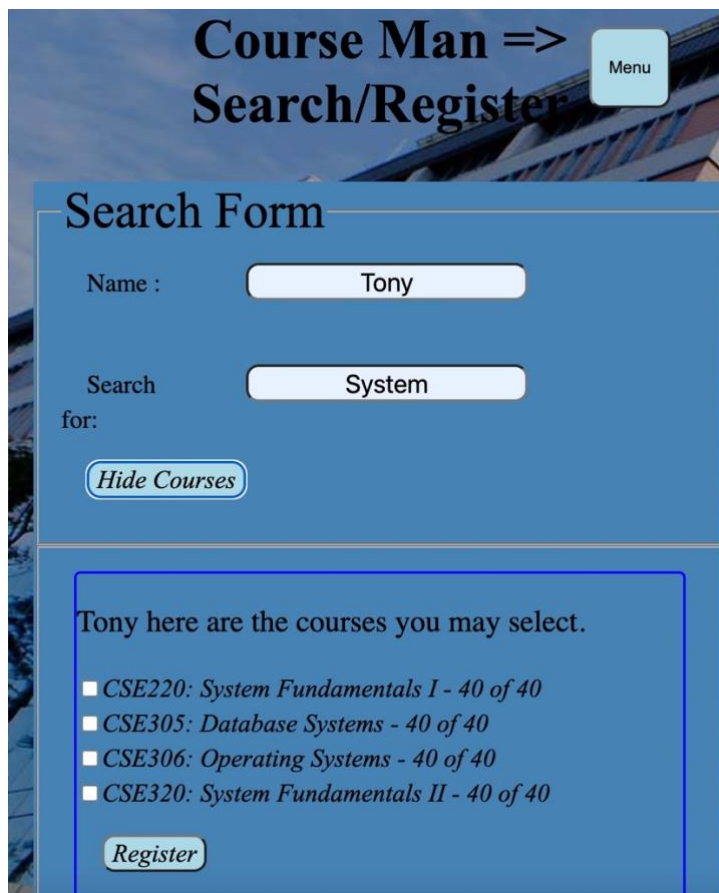 Course Man =>
Search/Register
Menu
Search Form
Name :
Tony
Search
for:
System
Hide Courses
Tony here are the courses you may select.
CSE220: System Fundamentals I - 40 of 40
CSE305: Database Systems - 40 of 40
CSE306: Operating Systems - 40 of 40
CSE320: System Fundamentals II - 40 of 40
Register